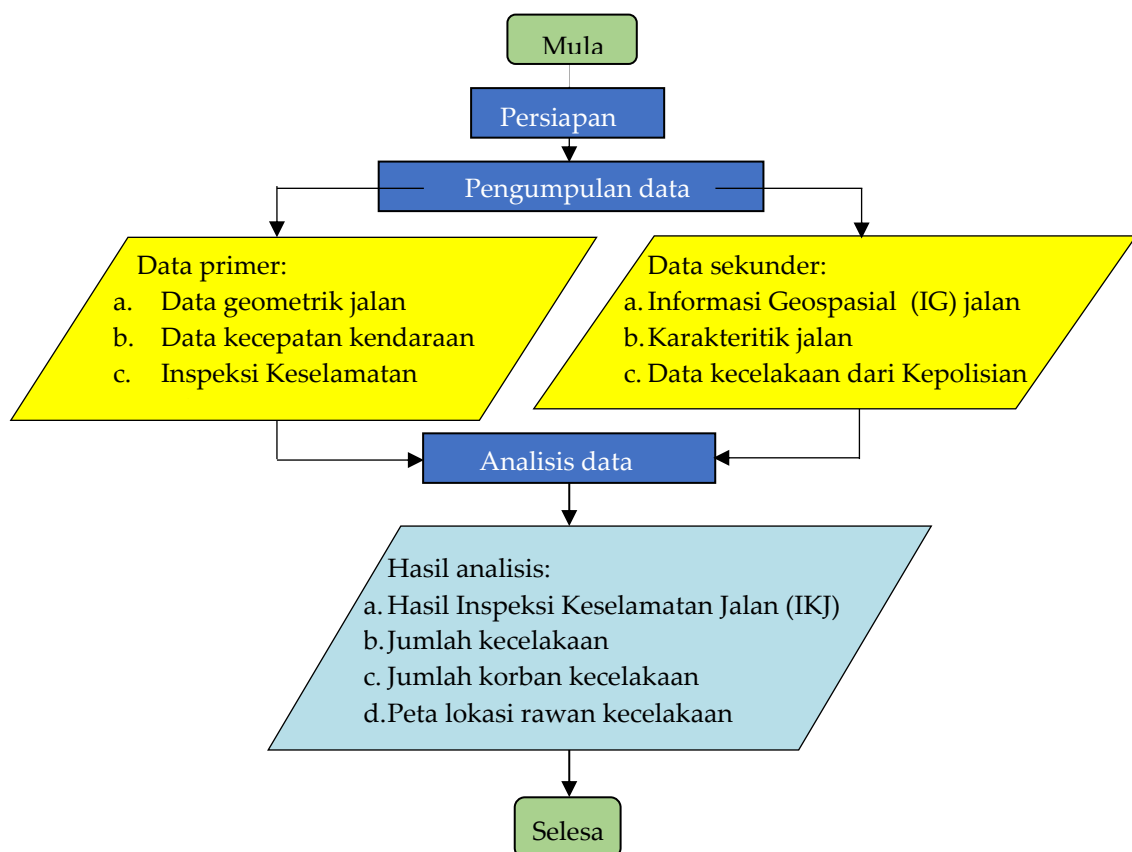 Mula
Persiapan
Pengumpulan data
Data primer:
a. Data geometrik jalan
b. Data kecepatan kendaraan
c. Inspeksi Keselamatan
Data sekunder:
a. Informasi Geospasial (IG) jalan
b. Karakteritik jalan
c. Data kecelakaan dari Kepolisian
Analisis data
Hasil analisis:
a. Hasil Inspeksi Keselamatan Jalan (IKJ)
b. Jumlah kecelakaan
c. Jumlah korban kecelakaan
d. Peta lokasi rawan kecelakaan
Selesa